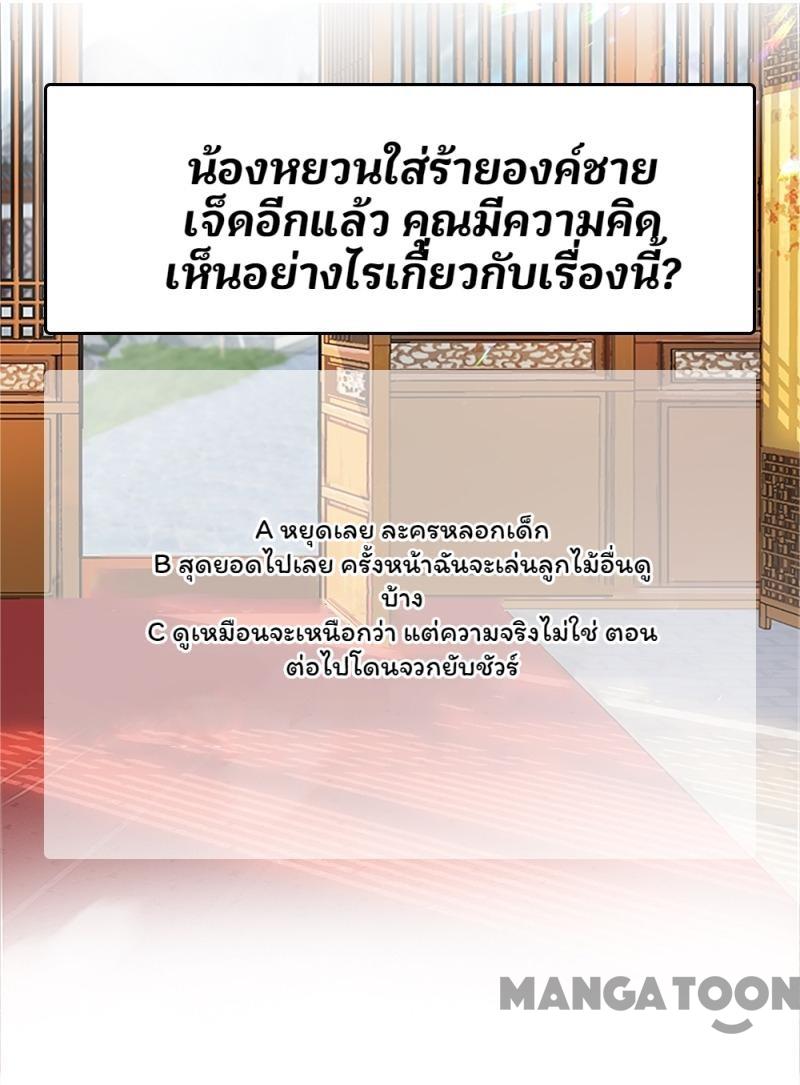 น้องหยวนใส่ร้ายองค์ชาย
เจ็ดอีกแล้ว คุณมีความคิด
เห็นอย่างไรเกี่ยวกับเรื่องนี้?
A หยุดเลย ละครหลอกเด็ก
B สุดยอดไปเลย ครั้งหน้าฉันจะเล่นลูกไม้อื่นดู
บ้าง
C ดูเหมือนจะเหนือกว่า แต่ความจริงไม่ใช่ ตอน
ต่อไปโดนจวกยับชัวร์
MANGATOON